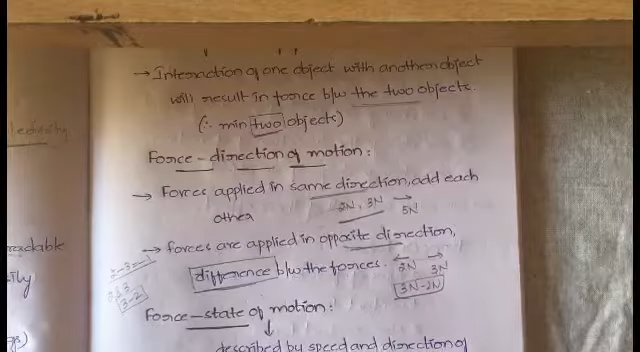 → Interaction of one object with another object
will result in force b/w the two objects.
(∴ min two objects)
Force - direction of motion:
→ Forces applied in same direction, add each
other 2N, 3N → 5N
→ forces are applied in opposite direction,
difference b/w the forces. ← 3N → 3N
3N-2N
Force - state of motion:
↓
described by speed and direction of
readable